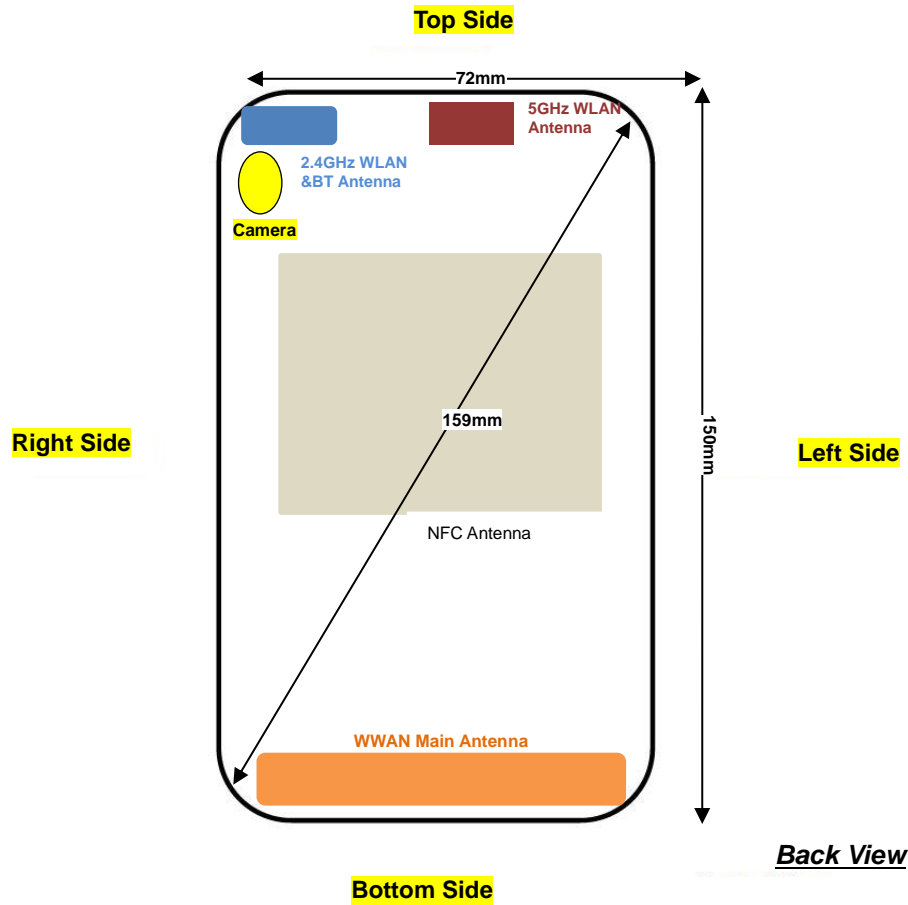 Top Side
72mm
5GHz WLAN
Antenna
2.4GHz WLAN
&BT Antenna
Camera
159mm
150mm
Right Side
Left Side
NFC Antenna
WWAN Main Antenna
Back View
Bottom Side